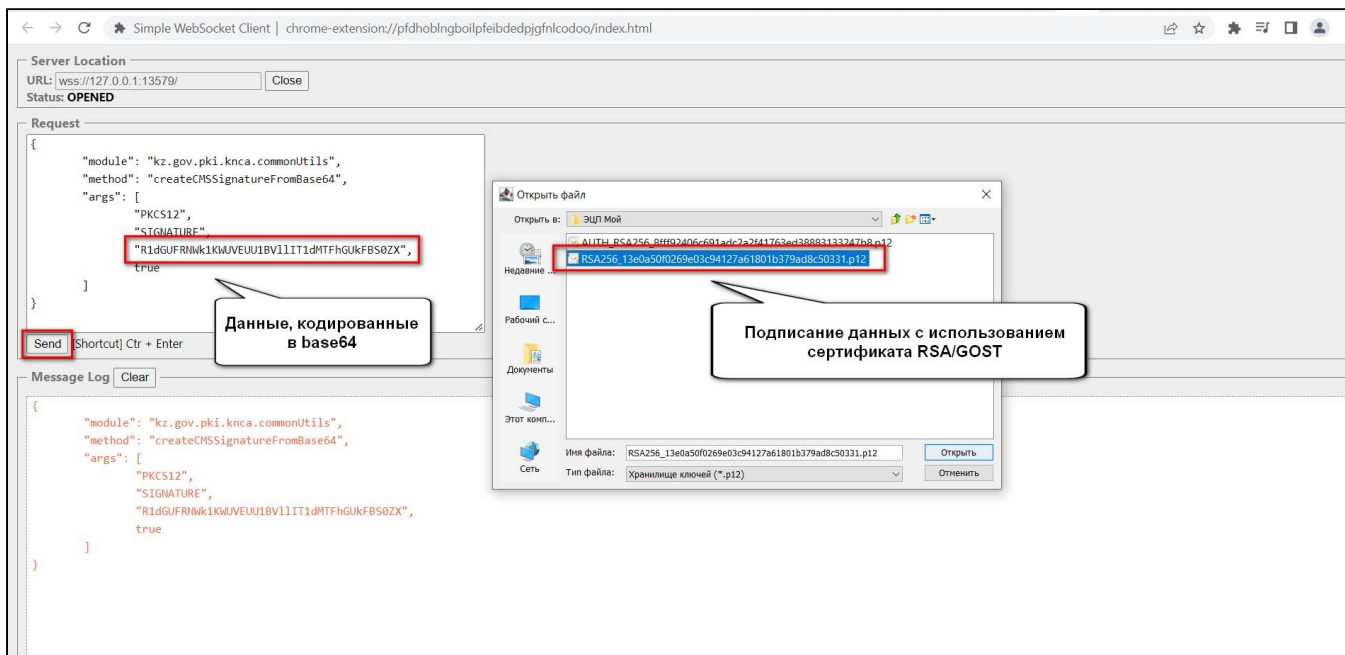 Simple WebSocket Client | chrome-extension://pfdhoblngboilpfeibdedpjgfnlcodoo/index.html
Server Location
URL: wss://127.0.0.1:13579/ Close
Status: OPENED
Request
{
"module": "kz.gov.pki.knca.commonUtils",
"method": "createCMSSignatureFromBase64",
"args": [
"PKCS12",
"SIGNATURE",
"R1dGUFRNWk1KWUVEUU1BVllIT1dMTFhGUkFBS0ZX",
true
]
}
Данные, кодированные
в base64
Send [Shortcut] Ctr + Enter
Открыть файл
Открыть в: ЭЦП Мой
AUTH_RSA256_8fff92406c691adc2a2f41763ed38883133247b8.p12
RSA256_13e0a50f0269e03c94127a61801b379ad8c50331.p12
Недавние ...
Рабочий с...
Документы
Этот комп...
Сеть
Подписание данных с использованием
сертификата RSA/GOST
Имя файла: RSA256_13e0a50f0269e03c94127a61801b379ad8c50331.p12 Открыть
Тип файла: Хранилище ключей (*.p12) Отменить
Message Log Clear
{
"module": "kz.gov.pki.knca.commonUtils",
"method": "createCMSSignatureFromBase64",
"args": [
"PKCS12",
"SIGNATURE",
"R1dGUFRNWk1KWUVEUU1BVllIT1dMTFhGUkFBS0ZX",
true
]
}